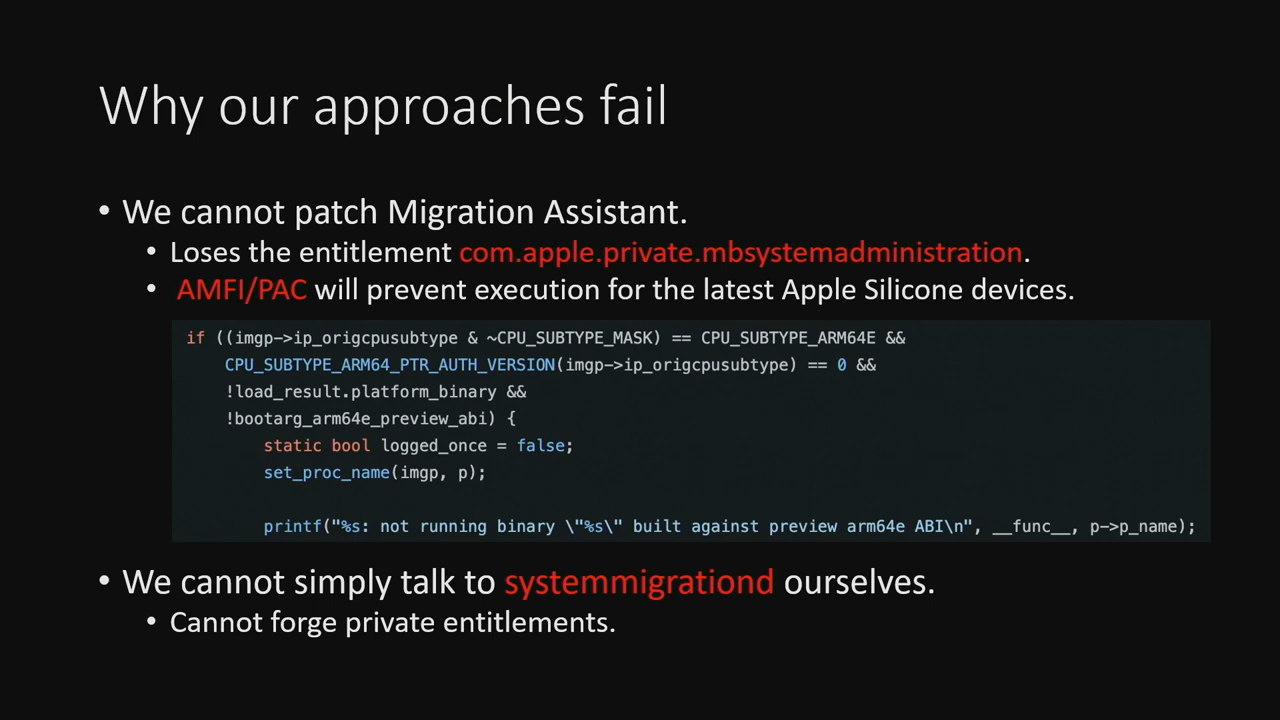 Why our approaches fail
• We cannot patch Migration Assistant.
• Loses the entitlement com.apple.private.mbsystemadministration.
• AMFI/PAC will prevent execution for the latest Apple Silicone devices.
if ((imgp->ip_origcpusubtype & ~CPU_SUBTYPE_MASK) == CPU_SUBTYPE_ARM64E &&
CPU_SUBTYPE_ARM64_PTR_AUTH_VERSION(imgp->ip_origcpusubtype) == 0 &&
!load_result.platform_binary &&
!bootarg_arm64e_preview_abi) {
static bool logged_once = false;
set_proc_name(imgp, p);
printf("%s: not running binary \"%s\" built against preview arm64e ABI\n", __func__, p->p_name);
• We cannot simply talk to systemmigrationd ourselves.
• Cannot forge private entitlements.